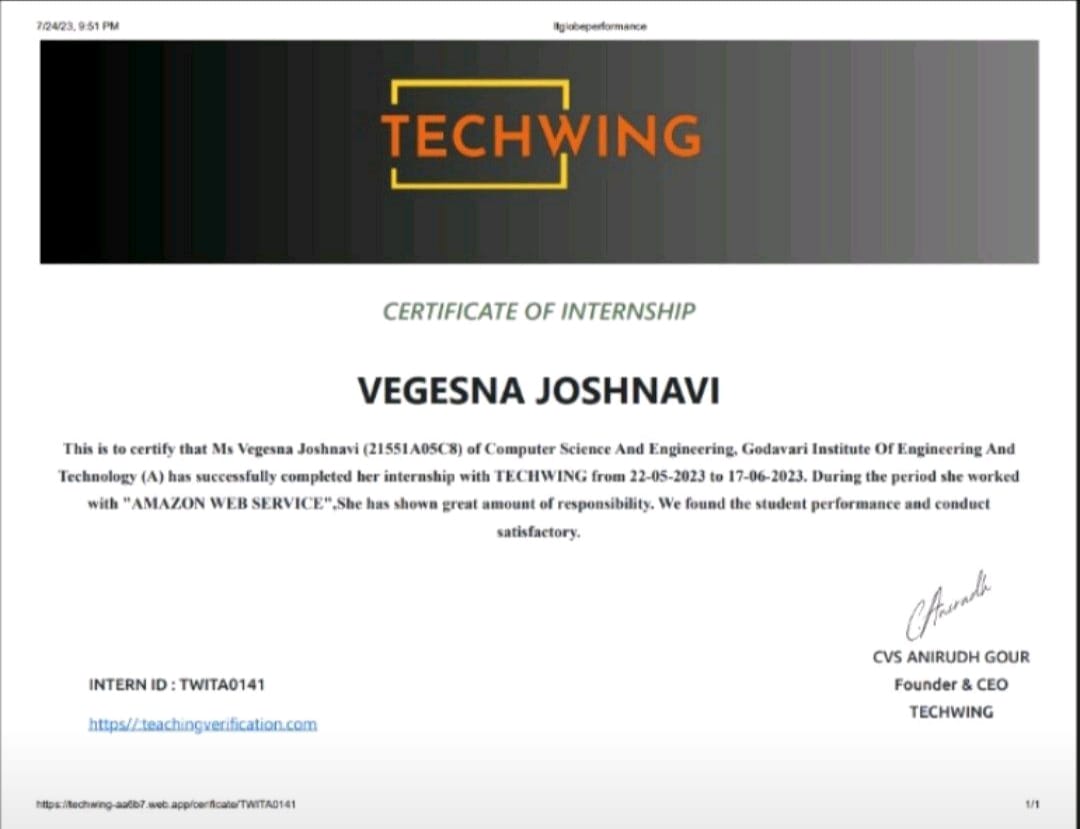 7/24/23, 9:51 PM
itglobeperformance
TECHWING
CERTIFICATE OF INTERNSHIP
VEGESNA JOSHNAVI
This is to certify that Ms Vegesna Joshnavi (21551A05C8) of Computer Science And Engineering, Godavari Institute Of Engineering And
Technology (A) has successfully completed her internship with TECHWING from 22-05-2023 to 17-06-2023. During the period she worked
with "AMAZON WEB SERVICE",She has shown great amount of responsibility. We found the student performance and conduct
satisfactory.
CAnirudh
CVS ANIRUDH GOUR
INTERN ID : TWITA0141
Founder & CEO
TECHWING
https//:teachingverification.com
https://techwing-aa6b7.web.app/cerificate/TWITA0141
1/1